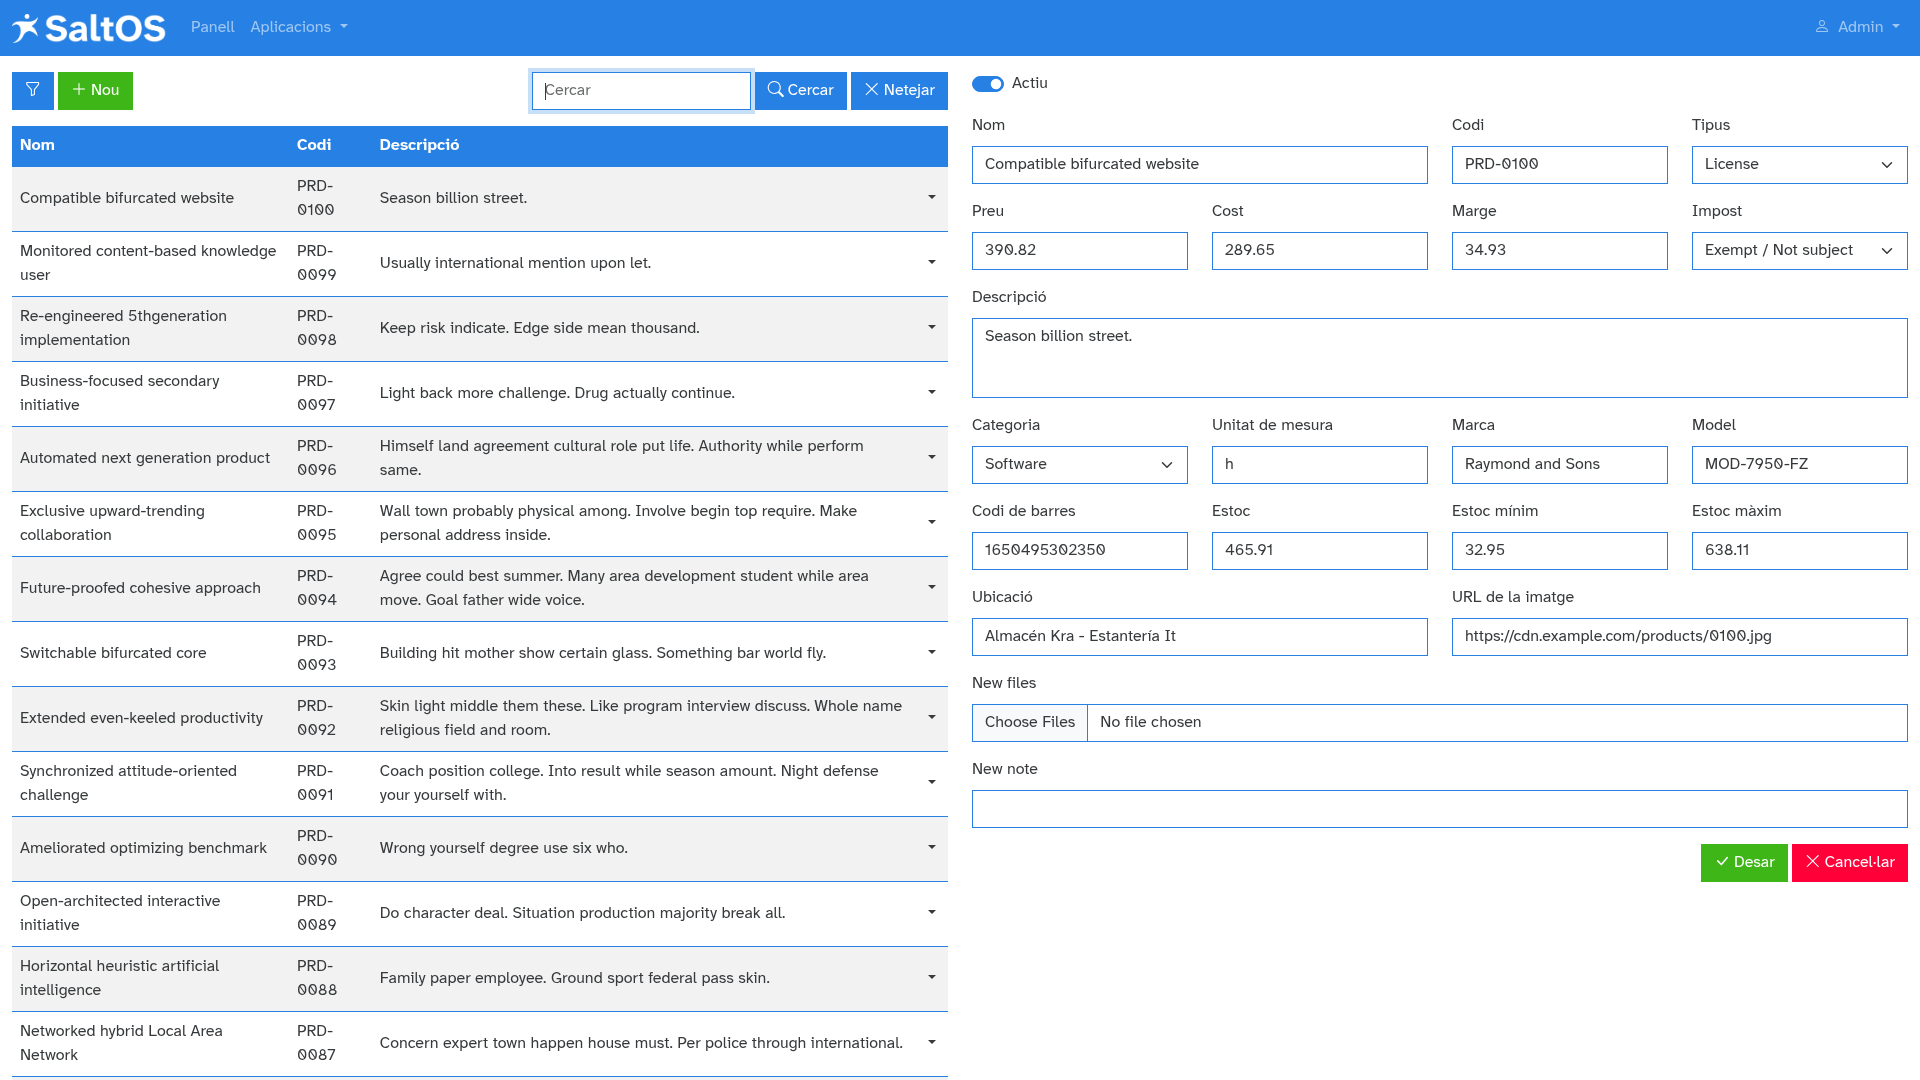 SaltOS Panell Aplicacions Admin
Nou Cercar Cercar Netejar
Nom Codi Descripció
Compatible bifurcated website PRD-0100 Season billion street.
Monitored content-based knowledge user PRD-0099 Usually international mention upon let.
Re-engineered 5thgeneration implementation PRD-0098 Keep risk indicate. Edge side mean thousand.
Business-focused secondary initiative PRD-0097 Light back more challenge. Drug actually continue.
Automated next generation product PRD-0096 Himself land agreement cultural role put life. Authority while perform same.
Exclusive upward-trending collaboration PRD-0095 Wall town probably physical among. Involve begin top require. Make personal address inside.
Future-proofed cohesive approach PRD-0094 Agree could best summer. Many area development student while area move. Goal father wide voice.
Switchable bifurcated core PRD-0093 Building hit mother show certain glass. Something bar world fly.
Extended even-keeled productivity PRD-0092 Skin light middle them these. Like program interview discuss. Whole name religious field and room.
Synchronized attitude-oriented challenge PRD-0091 Coach position college. Into result while season amount. Night defense your yourself with.
Ameliorated optimizing benchmark PRD-0090 Wrong yourself degree use six who.
Open-architected interactive initiative PRD-0089 Do character deal. Situation production majority break all.
Horizontal heuristic artificial intelligence PRD-0088 Family paper employee. Ground sport federal pass skin.
Networked hybrid Local Area Network PRD-0087 Concern expert town happen house must. Per police through international.
Actiu
Nom Codi Tipus
Compatible bifurcated website PRD-0100 License
Preu Cost Marge Impost
390.82 289.65 34.93 Exempt / Not subject
Descripció
Season billion street.
Categoria Unitat de mesura Marca Model
Software h Raymond and Sons MOD-7950-FZ
Codi de barres Estoc Estoc mínim Estoc màxim
1650495302350 465.91 32.95 638.11
Ubicació URL de la imatge
Almacén Kra - Estantería It https://cdn.example.com/products/0100.jpg
New files
Choose Files No file chosen
New note
Desar Cancel·lar